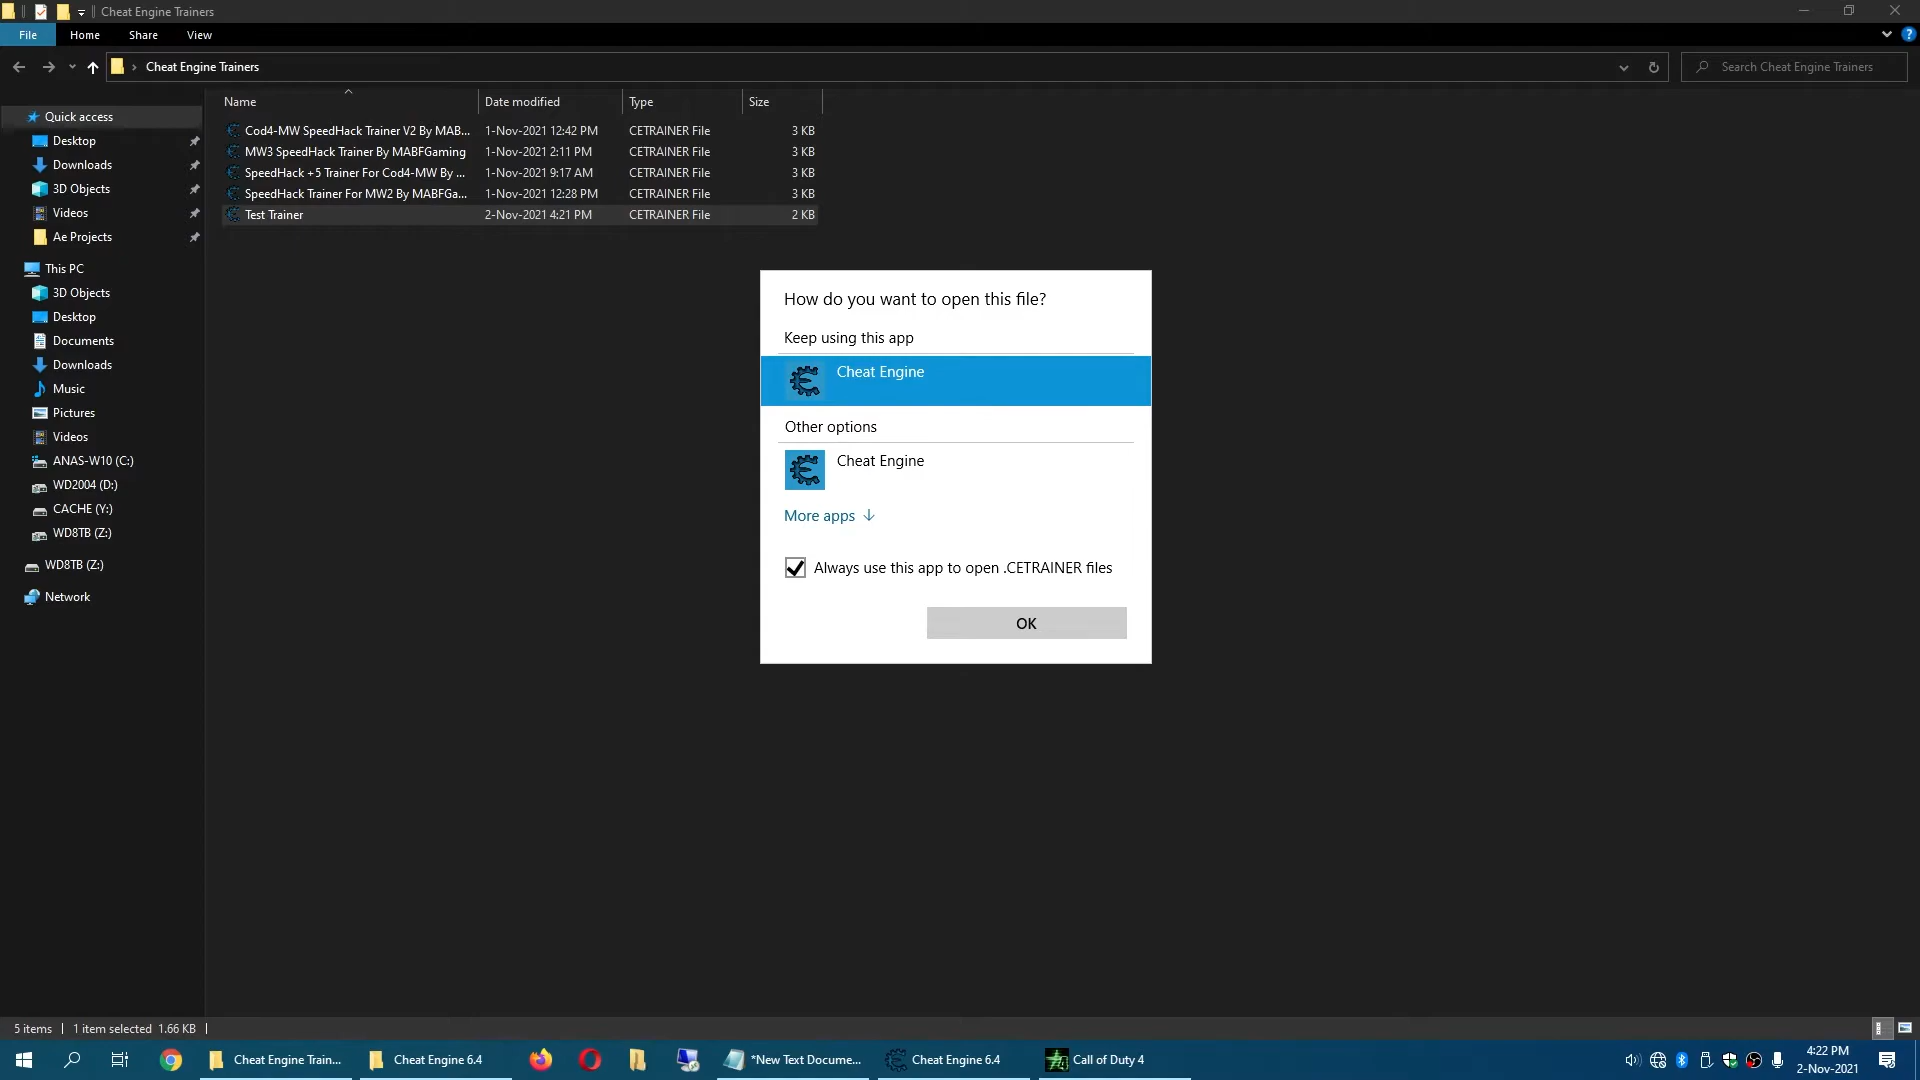 Cheat Engine Trainers
File Home Share View
Cheat Engine Trainers
Search Cheat Engine Trainers
Name Date modified Type Size
Cod4-MW SpeedHack Trainer V2 By MAB... 1-Nov-2021 12:42 PM CETRAINER File 3 KB
MW3 SpeedHack Trainer By MABFGaming 1-Nov-2021 2:11 PM CETRAINER File 3 KB
SpeedHack +5 Trainer For Cod4-MW By ... 1-Nov-2021 9:17 AM CETRAINER File 3 KB
SpeedHack Trainer For MW2 By MABFGa... 1-Nov-2021 12:28 PM CETRAINER File 3 KB
Test Trainer 2-Nov-2021 4:21 PM CETRAINER File 2 KB
Quick access
Desktop
Downloads
3D Objects
Videos
Ae Projects
This PC
3D Objects
Desktop
Documents
Downloads
Music
Pictures
Videos
ANAS-W10 (C:)
WD2004 (D:)
CACHE (Y:)
WD8TB (Z:)
WD8TB (Z:)
Network
How do you want to open this file?
Keep using this app
Cheat Engine
Other options
Cheat Engine
More apps
Always use this app to open .CETRAINER files
OK
5 items 1 item selected 1.66 KB
Cheat Engine Train... Cheat Engine 6.4 *New Text Docume... Cheat Engine 6.4 Call of Duty 4
4:22 PM
2-Nov-2021